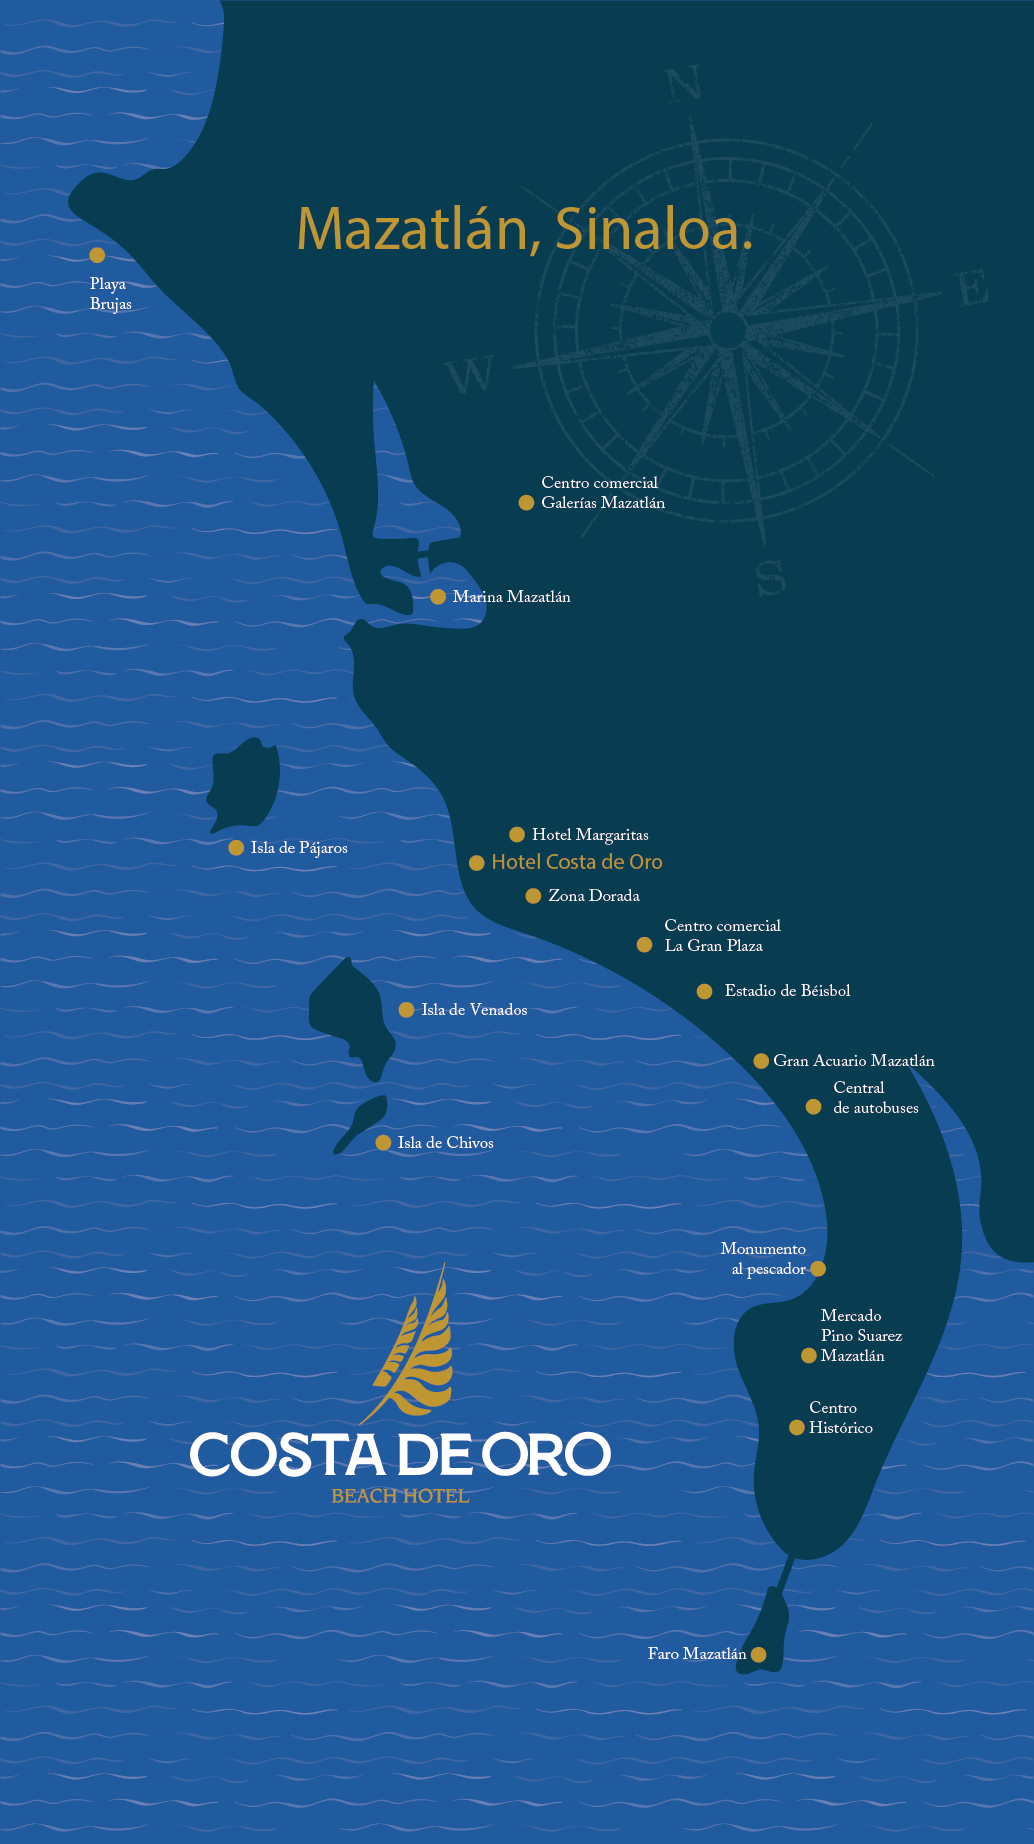 N
Mazatlán, Sinaloa.
Playa
Brujas
E
W
Centro comercial
Galerías Mazatlán
S
Marina Mazatlán
Hotel Margaritas
Isla de Pájaros
Hotel Costa de Oro
Zona Dorada
Centro comercial
La Gran Plaza
Estadio de Béisbol
Isla de Venados
Gran Acuario Mazatlán
Central
de autobuses
Isla de Chivos
Monumento
al pescador
Mercado
Pino Suarez
Mazatlán
Centro
Histórico
COSTA DE ORO
BEACH HOTEL
Faro Mazatlán